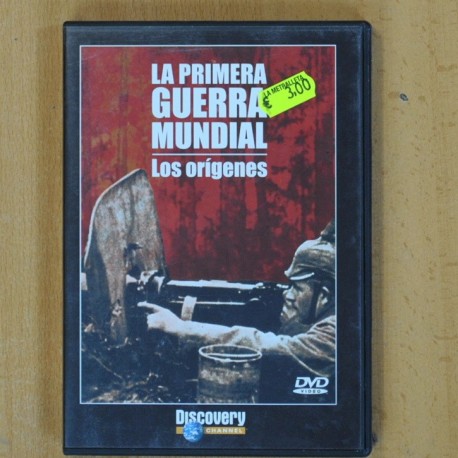 LA PRIMERA
GUERRA
MUNDIAL
Los orígenes
LA METRALLETA
€ 3,00
DVD
VIDEO
Discovery
CHANNEL